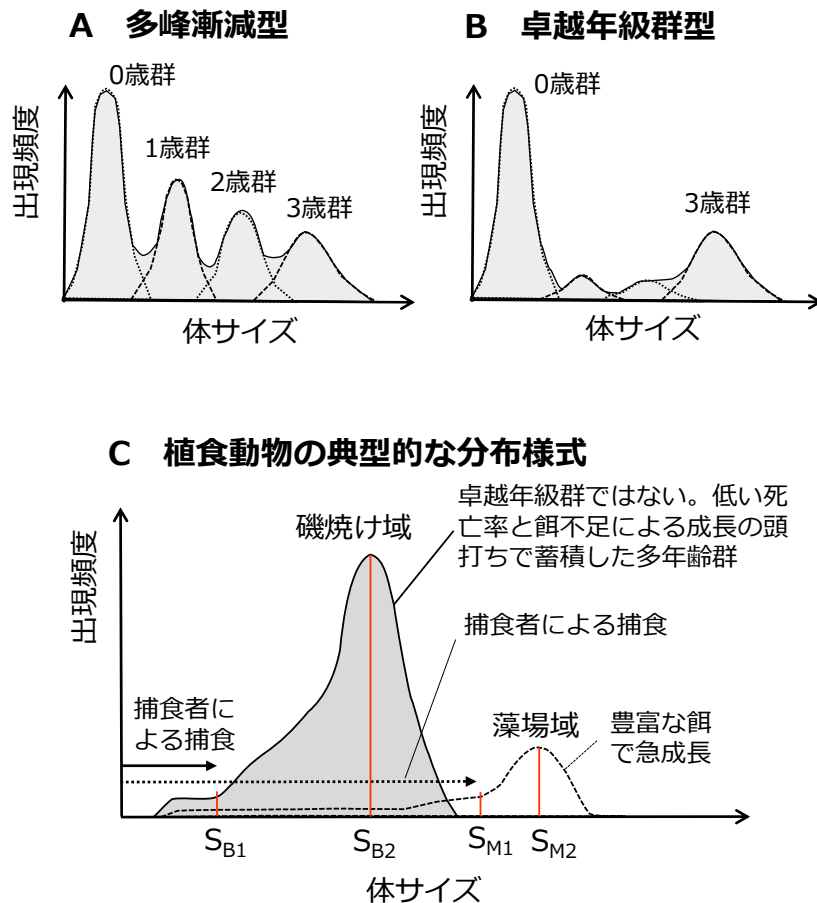 A 多峰漸減型
0歳群
1歳群
2歳群
3歳群
出現頻度
体サイズ
B 卓越年級群型
0歳群
3歳群
出現頻度
体サイズ
C 植食動物の典型的な分布様式
卓越年級群ではない。低い死
亡率と餌不足による成長の頭
打ちで蓄積した多年齢群
磯焼け域
出現頻度
捕食者による捕食
捕食者に
よる捕食
藻場域
豊富な餌
で急成長
SB1
SB2
SM1
SM2
体サイズ